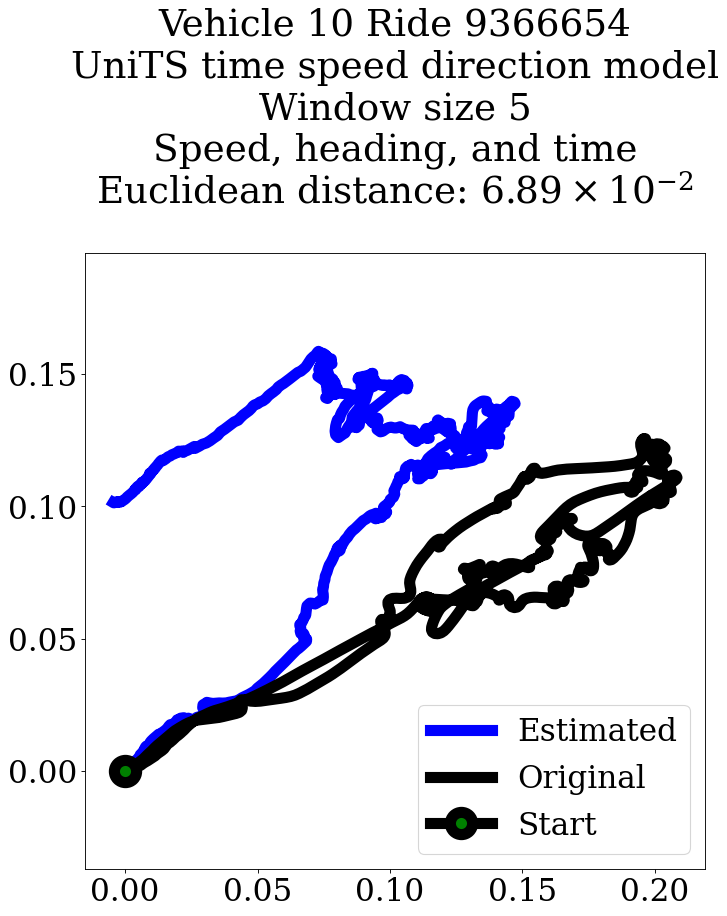 Vehicle 10 Ride 9366654
UniTS time speed direction model
Window size 5
Speed, heading, and time
Euclidean distance: 6.89 × 10⁻²
0.15
0.10
0.05
0.00
Estimated
Original
Start
0.00 0.05 0.10 0.15 0.20